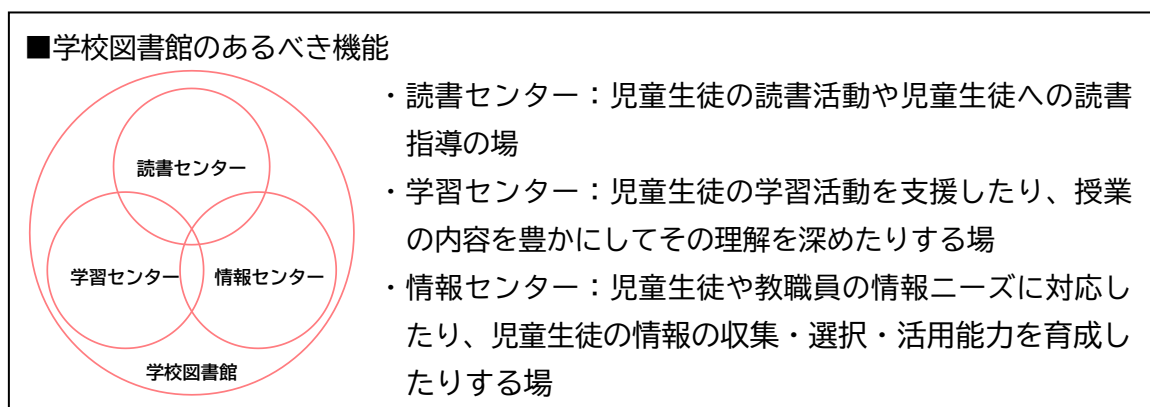 ■学校図書館のあるべき機能
読書センター
学習センター
情報センター
学校図書館
・読書センター：児童生徒の読書活動や児童生徒への読書
指導の場
・学習センター：児童生徒の学習活動を支援したり、授業
の内容を豊かにしてその理解を深めたりする場
・情報センター：児童生徒や教職員の情報ニーズに対応し
たり、児童生徒の情報の収集・選択・活用能力を育成し
たりする場